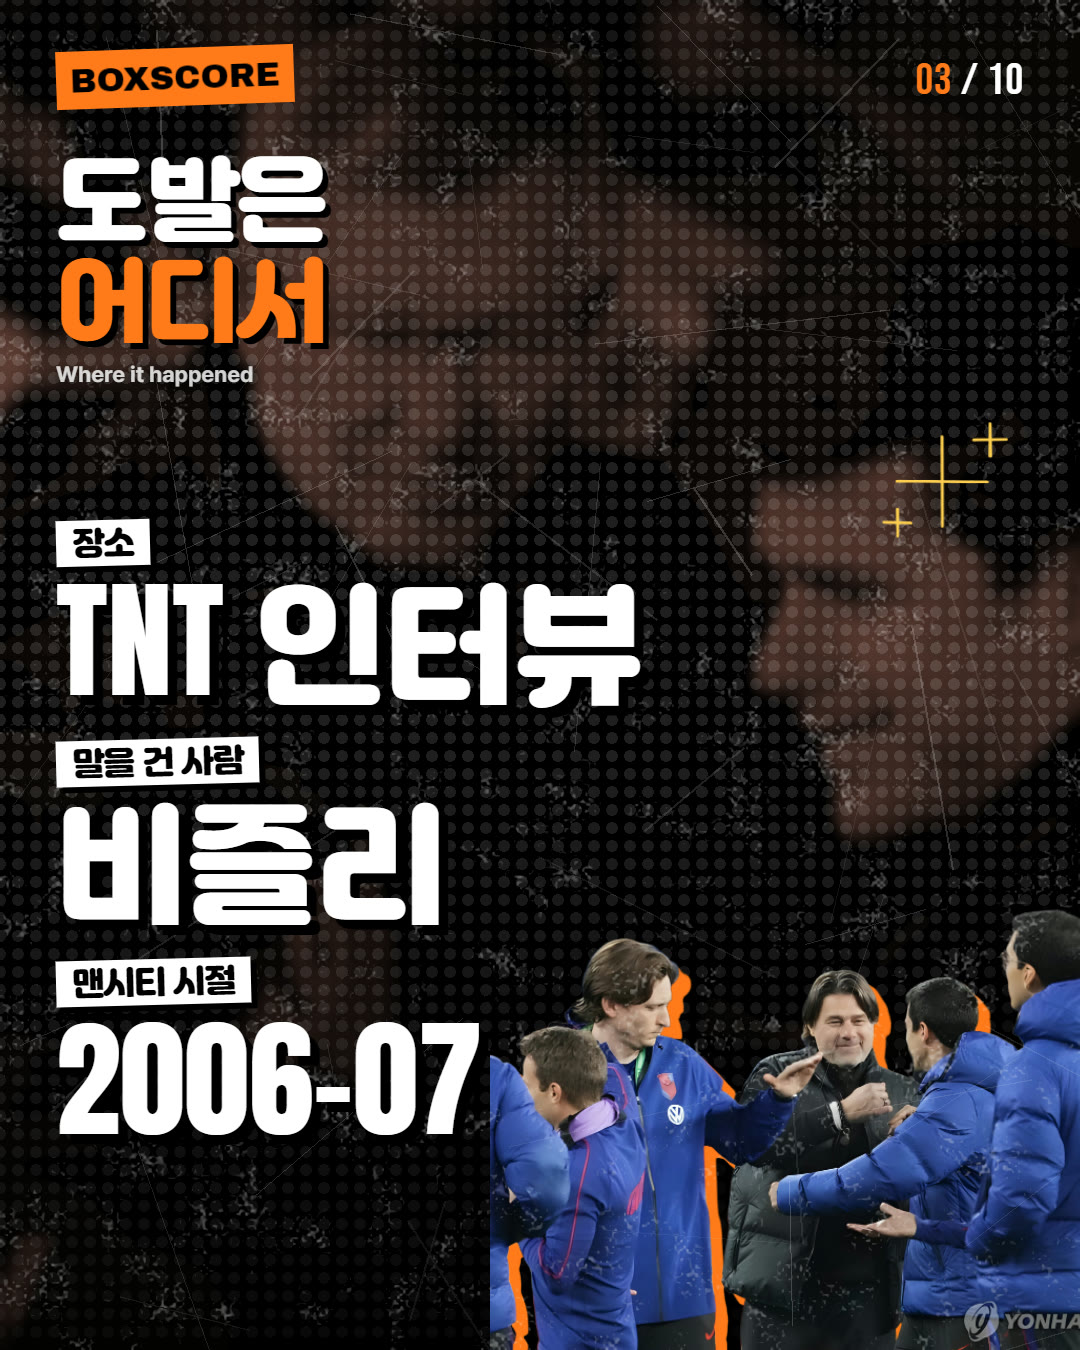 BOXSCORE
03 / 10
도발은
어디서
Where it happened
장소
TNT 인터뷰
말을 건 사람
비즐리
맨시티 시절
2006-07
YONHA